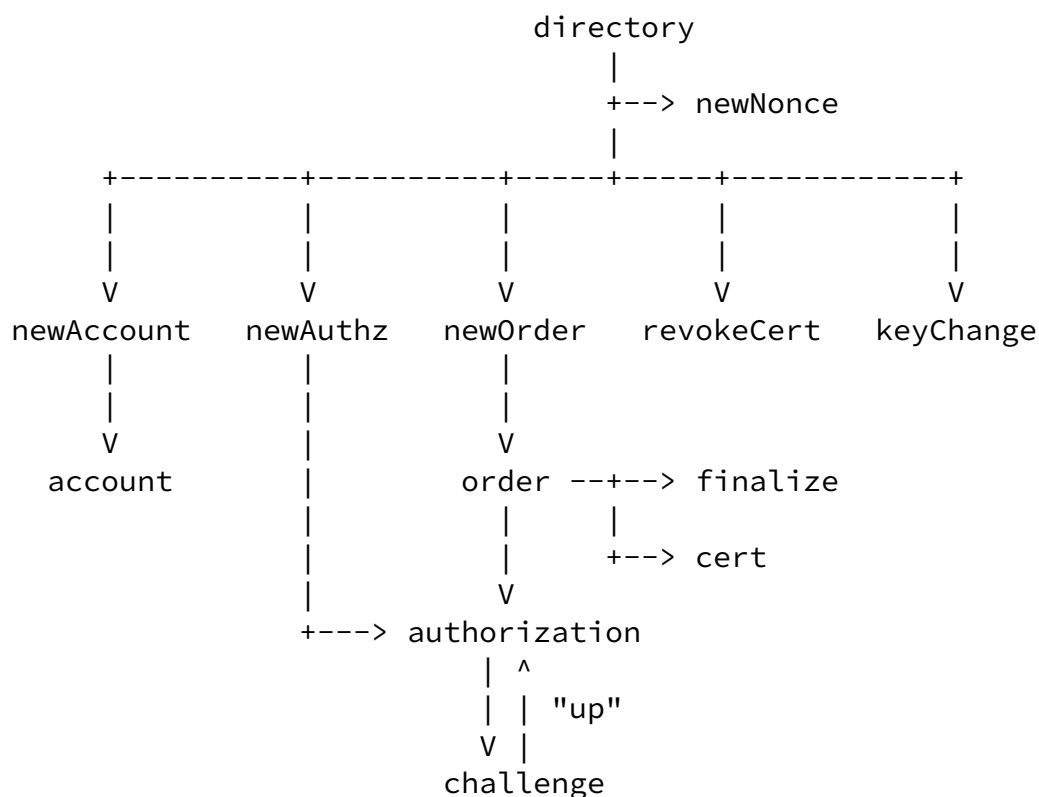 directory
newNonce
newAccount newAuthz newOrder revokeCert keyChange
account order finalize
cert
authorization
"up"
challenge